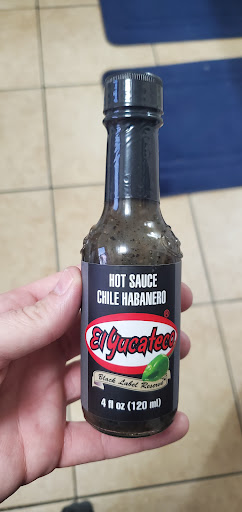 HOT SAUCE
CHILE HABANERO
El Yucateco
Black Label Reserve
4 fl oz (120 ml)